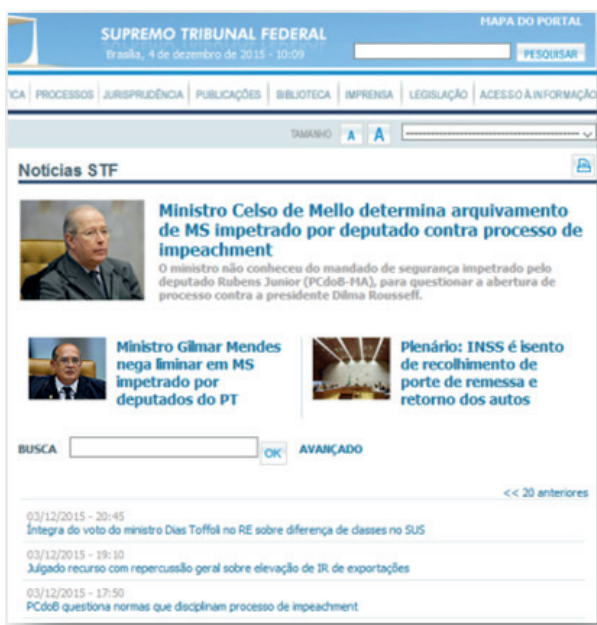 MAPA DO PORTAL
SUPREMO TRIBUNAL FEDERAL
Brasília, 4 de dezembro de 2015 - 10:09
PESQUISAR
ICA PROCESSOS JURISPRUDÊNCIA PUBLICAÇÕES BIBLIOTECA IMPRENSA LEGISLAÇÃO ACESSO À INFORMAÇÃO
TAMANHO A A
Notícias STF
Ministro Celso de Mello determina arquivamento
de MS impetrado por deputado contra processo de
impeachment
O ministro não conheceu do mandado de segurança impetrado pelo
deputado Rubens Junior (PCdoB-MA), para questionar a abertura de
processo contra a presidente Dilma Rousseff.
Ministro Gilmar Mendes
nega liminar em MS
impetrado por
deputados do PT
Plenário: INSS é isento
de recolhimento de
porte de remessa e
retorno dos autos
BUSCA OK AVANÇADO
<< 20 anteriores
03/12/2015 - 20:45
Íntegra do voto do ministro Dias Toffoli no RE sobre diferença de classes no SUS
03/12/2015 - 19:10
Julgado recurso com repercussão geral sobre elevação de IR de exportações
03/12/2015 - 17:50
PCdoB questiona normas que disciplinam processo de impeachment